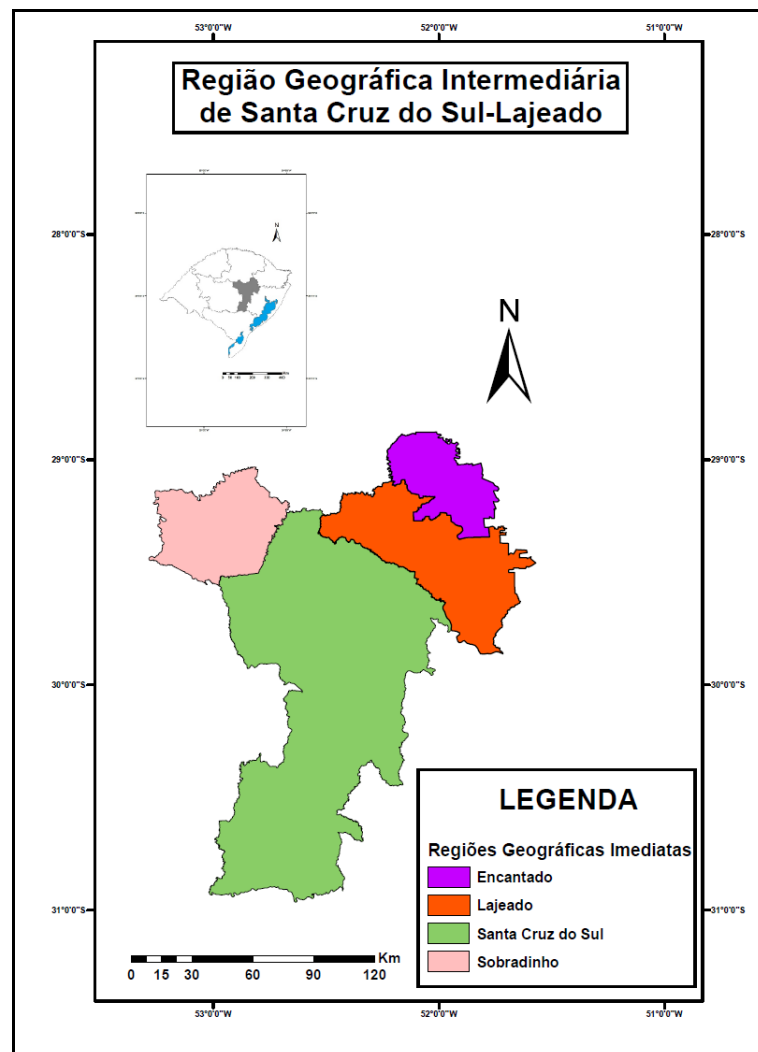 53°0'0"W 52°0'0"W 51°0'0"W
Região Geográfica Intermediária
de Santa Cruz do Sul-Lajeado
N
28°0'0"S 28°0'0"S
N
29°0'0"S 29°0'0"S
30°0'0"S 30°0'0"S
LEGENDA
Regiões Geográficas Imediatas
Encantado
Lajeado
Santa Cruz do Sul
Sobradinho
31°0'0"S 31°0'0"S
Km
0 15 30 60 90 120
53°0'0"W 52°0'0"W 51°0'0"W